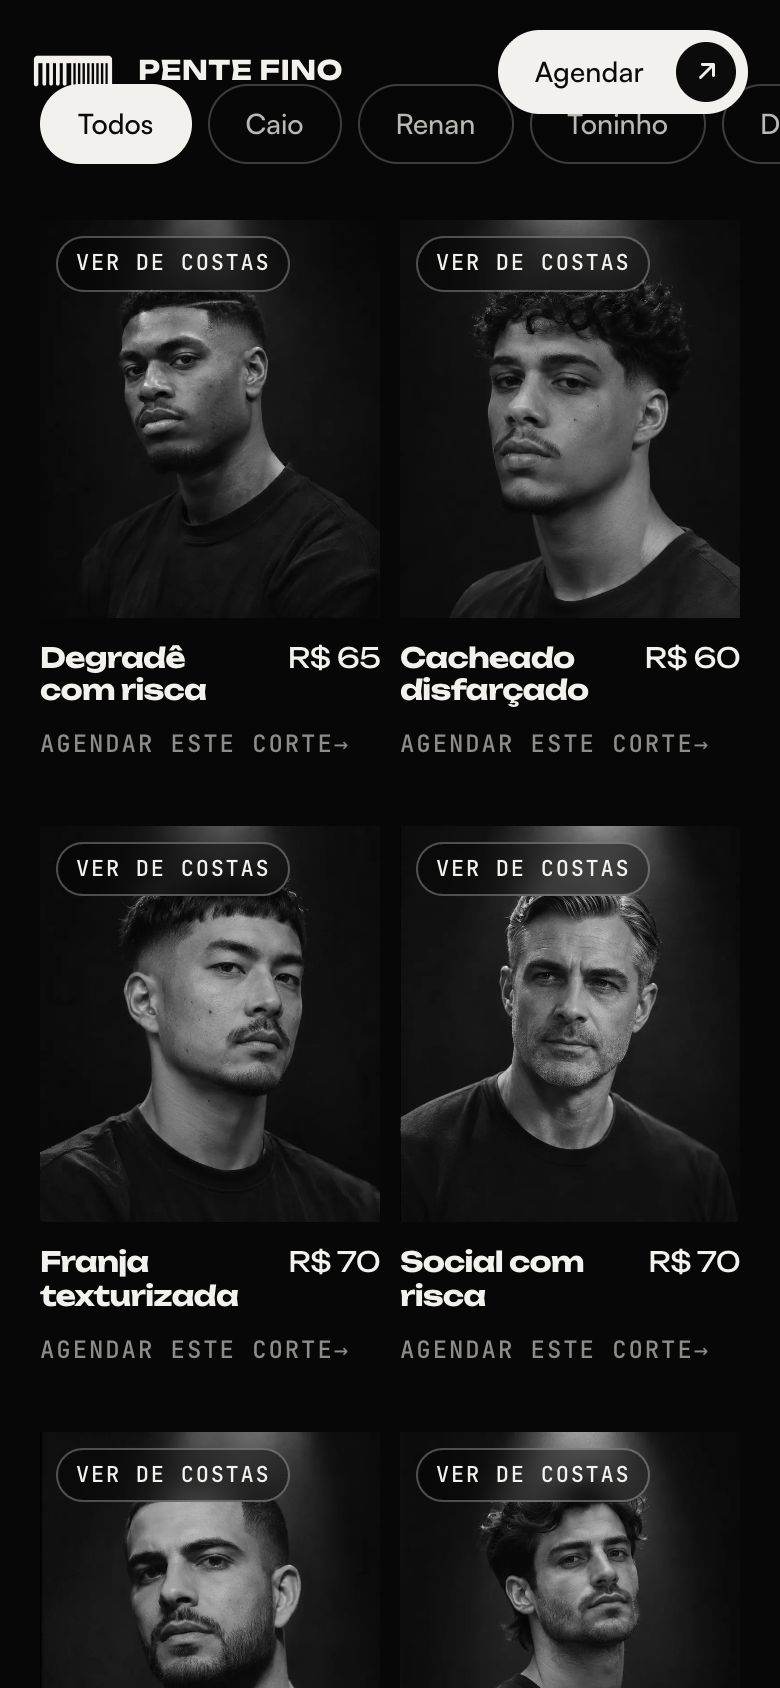 PENTE FINO
Agendar
Todos
Caio
Renan
Toninho
D
VER DE COSTAS
VER DE COSTAS
Degradê
com risca
R$ 65
Cacheado
disfarçado
R$ 60
AGENDAR ESTE CORTE→
AGENDAR ESTE CORTE→
VER DE COSTAS
VER DE COSTAS
Franja
texturizada
R$ 70
Social com
risca
R$ 70
AGENDAR ESTE CORTE→
AGENDAR ESTE CORTE→
VER DE COSTAS
VER DE COSTAS